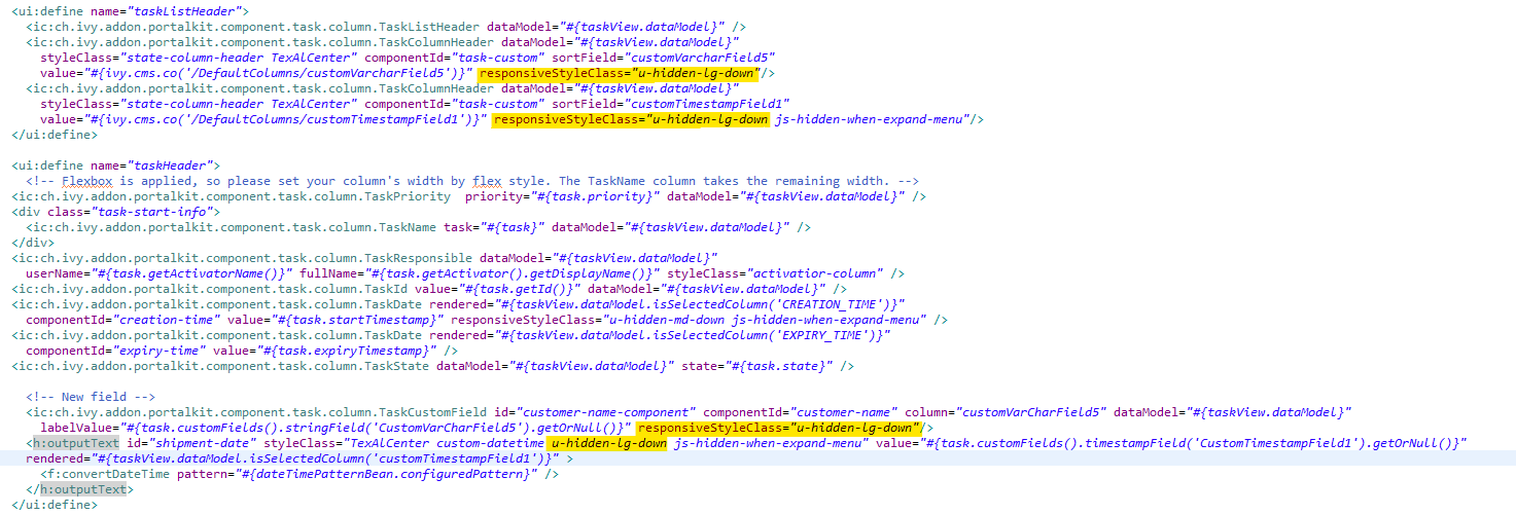 <ui:define name="taskListHeader">
<ic:ch.ivy.addon.portalkit.component.task.column.TaskListHeader dataModel="#{taskView.dataModel}" />
<ic:ch.ivy.addon.portalkit.component.task.column.TaskColumnHeader dataModel="#{taskView.dataModel}"
styleClass="state-column-header TexAlCenter" componentId="task-custom" sortField="customVarcharField5"
value="#{ivy.cms.co('/DefaultColumns/customVarcharField5')}" responsiveStyleClass="u-hidden-lg-down"/>
<ic:ch.ivy.addon.portalkit.component.task.column.TaskColumnHeader dataModel="#{taskView.dataModel}"
styleClass="state-column-header TexAlCenter" componentId="task-custom" sortField="customTimestampField1"
value="#{ivy.cms.co('/DefaultColumns/customTimestampField1')}" responsiveStyleClass="u-hidden-lg-down js-hidden-when-expand-menu"/>
</ui:define>
<ui:define name="taskHeader">
<!-- Flexbox is applied, so please set your column's width by flex style. The TaskName column takes the remaining width. -->
<ic:ch.ivy.addon.portalkit.component.task.column.TaskPriority priority="#{task.priority}" dataModel="#{taskView.dataModel}" />
<div class="task-start-info">
<ic:ch.ivy.addon.portalkit.component.task.column.TaskName task="#{task}" dataModel="#{taskView.dataModel}" />
</div>
<ic:ch.ivy.addon.portalkit.component.task.column.TaskResponsible dataModel="#{taskView.dataModel}"
userName="#{task.getActivatorName()}" fullName="#{task.getActivator().getDisplayName()}" styleClass="activatior-column" />
<ic:ch.ivy.addon.portalkit.component.task.column.TaskId value="#{task.getId()}" dataModel="#{taskView.dataModel}" />
<ic:ch.ivy.addon.portalkit.component.task.column.TaskDate rendered="#{taskView.dataModel.isSelectedColumn('CREATION_TIME')}"
componentId="creation-time" value="#{task.startTimestamp}" responsiveStyleClass="u-hidden-md-down js-hidden-when-expand-menu" />
<ic:ch.ivy.addon.portalkit.component.task.column.TaskDate rendered="#{taskView.dataModel.isSelectedColumn('EXPIRY_TIME')}"
componentId="expiry-time" value="#{task.expiryTimestamp}" />
<ic:ch.ivy.addon.portalkit.component.task.column.TaskState dataModel="#{taskView.dataModel}" state="#{task.state}" />
<!-- New field -->
<ic:ch.ivy.addon.portalkit.component.task.column.TaskCustomField id="customer-name-component" componentId="customer-name" column="customVarCharField5" dataModel="#{taskView.dataModel}"
labelValue="#{task.customFields().stringField('CustomVarCharField5').getOrNull()}" responsiveStyleClass="u-hidden-lg-down"/>
<h:outputText id="shipment-date" styleClass="TexAlCenter custom-datetime u-hidden-lg-down js-hidden-when-expand-menu" value="#{task.customFields().timestampField('CustomTimestampField1').getOrNull()}"
rendered="#{taskView.dataModel.isSelectedColumn('customTimestampField1')}" >
<f:convertDateTime pattern="#{dateTimePatternBean.configuredPattern}" />
</h:outputText>
</ui:define>